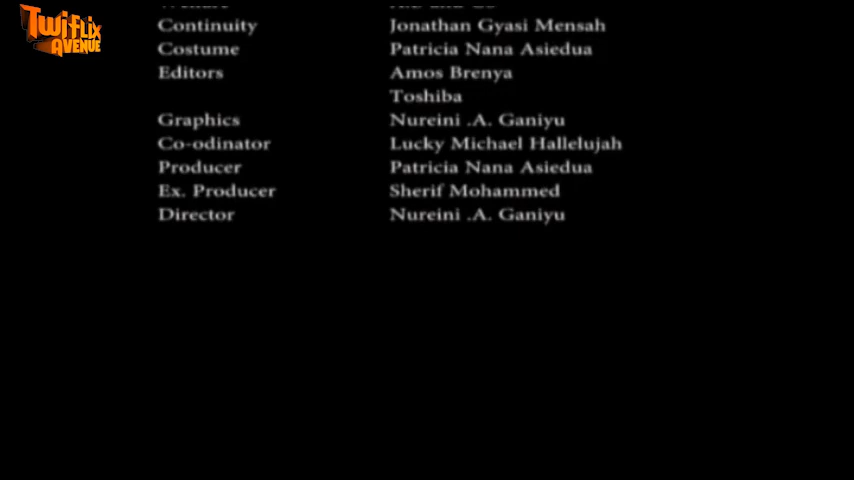 TWIFLIX
AVENUE
Continuity Jonathan Gyasi Mensah
Costume Patricia Nana Asiedua
Editors Amos Brenya
Toshiba
Graphics Nureini .A. Ganiyu
Co-odinator Lucky Michael Hallelujah
Producer Patricia Nana Asiedua
Ex. Producer Sherif Mohammed
Director Nureini .A. Ganiyu